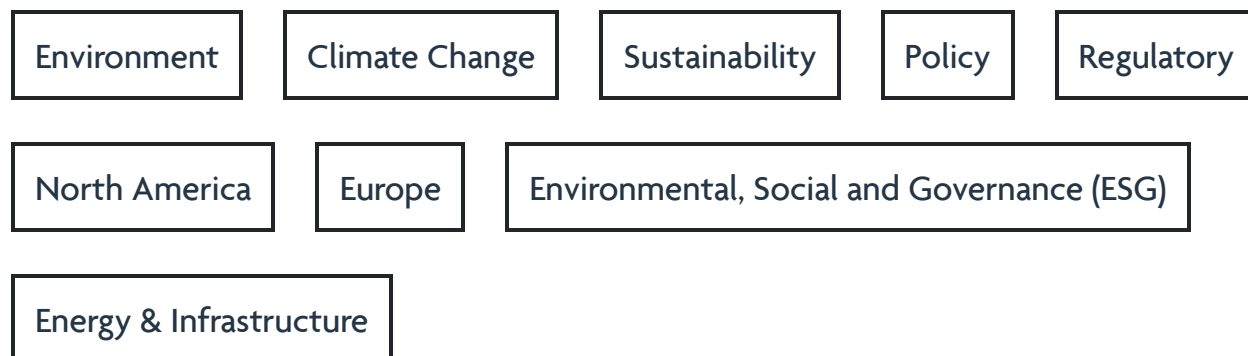 Environment Climate Change Sustainability Policy Regulatory
North America Europe Environmental, Social and Governance (ESG)
Energy & Infrastructure